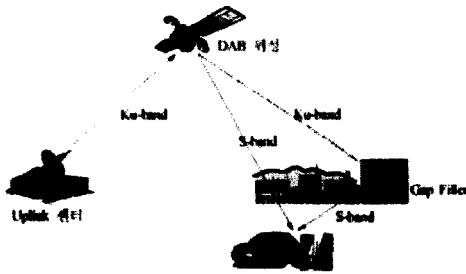 DAB 위성
Ku-band
Ku-band
S-band
Gap Filler
Uplink 센터
S-band